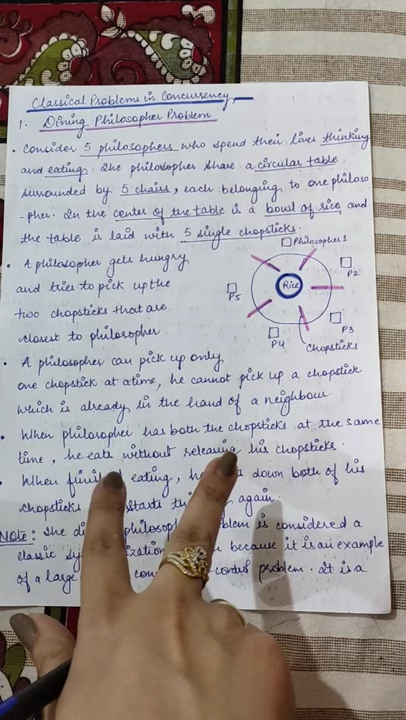 Classical Problems in Concurrency
1. Dining Philosopher Problem
• Consider 5 philosophers who spend their lives thinking
and eating. The philosopher share a circular table
surrounded by 5 chairs, each belonging to one philoso
-pher. In the center of the table is a bowl of rice, and
the table is laid with 5 single chopsticks.
• A philosopher gets hungry
and tries to pick up the
two chopsticks that are
closest to philosopher.
Philosopher 1
P2
Rice
P5
P3
P4
Chopsticks
• A philosopher can pick up only
one chopstick at a time, he cannot pick up a chopstick
which is already in the hand of a neighbour.
• When philosopher has both the chopsticks at the same
time, he eats without releasing his chopsticks.
• When eating, down both of his
chopsticks starts again.
Note: The philosopher problem is considered a
classic because it is an example
of a large control problem. It is a